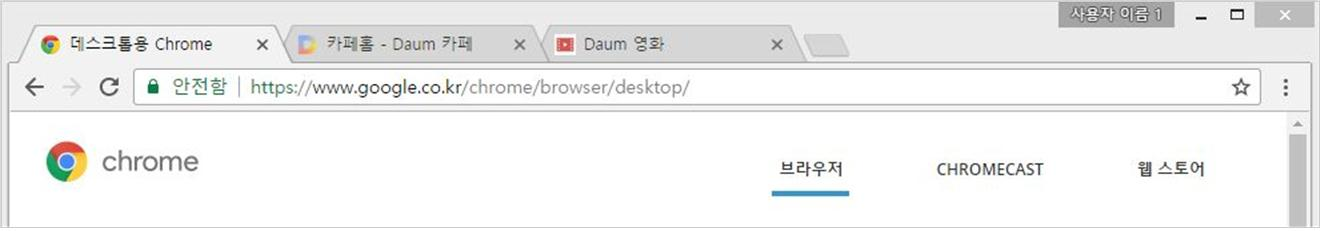 사용자 이름 1
데스크톱용 Chrome 카페홈 - Daum 카페 Daum 영화
안전함 https://www.google.co.kr/chrome/browser/desktop/
chrome 브라우저 CHROMECAST 웹 스토어